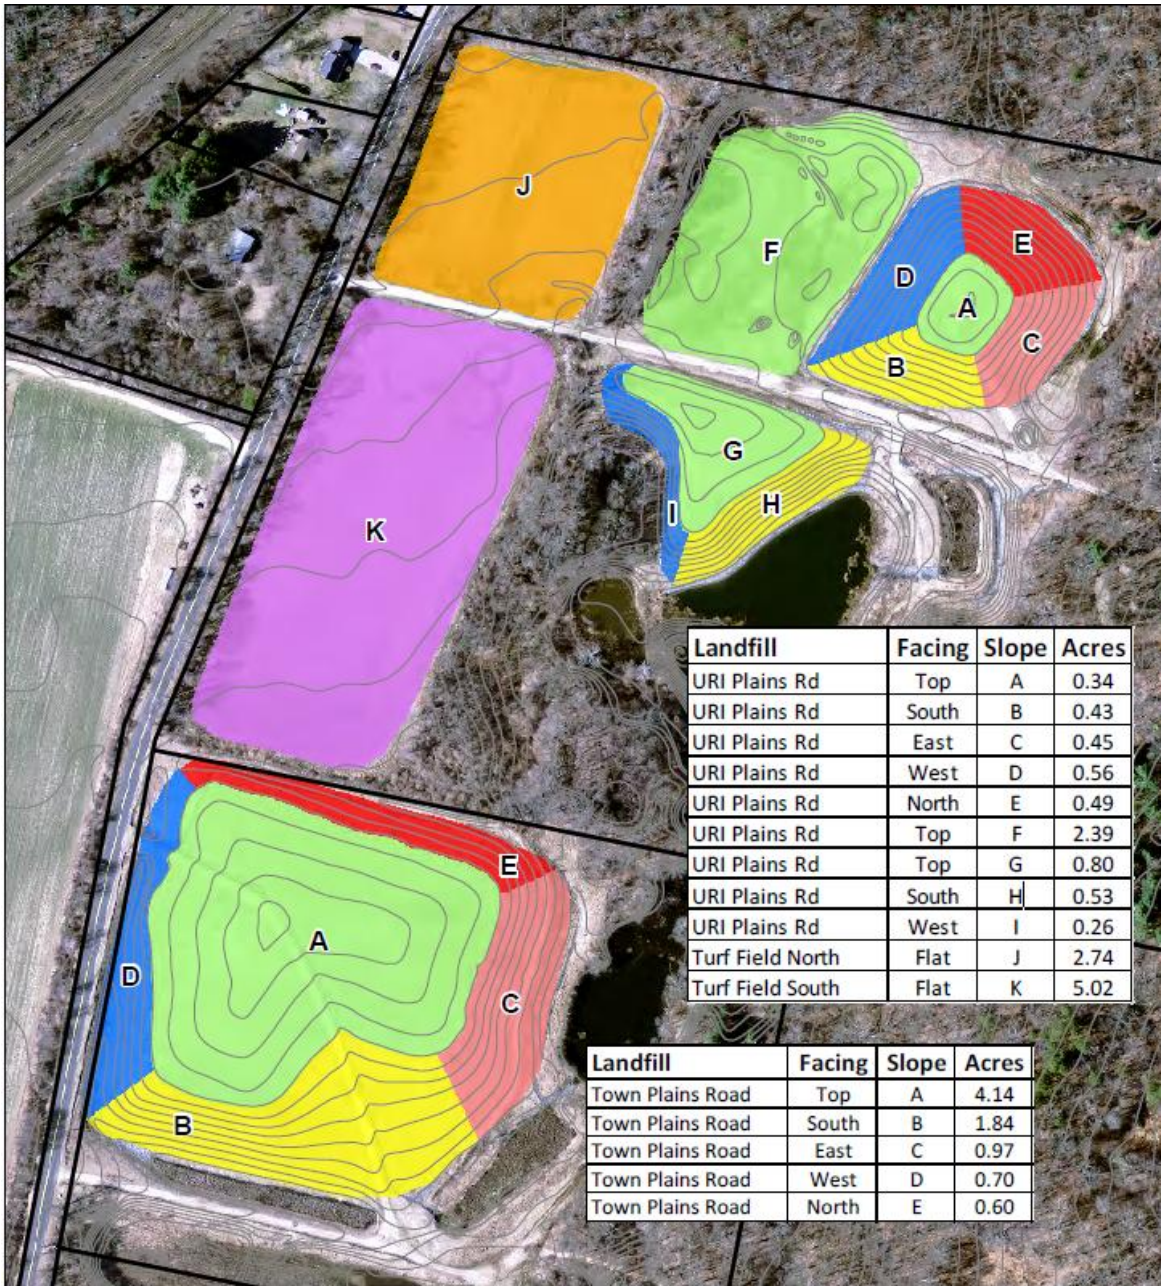 J
F
E
D
A
C
B
G
K
I
H
Landfill Facing Slope Acres
URI Plains Rd Top A 0.34
URI Plains Rd South B 0.43
URI Plains Rd East C 0.45
URI Plains Rd West D 0.56
URI Plains Rd North E 0.49
URI Plains Rd Top F 2.39
URI Plains Rd Top G 0.80
URI Plains Rd South H 0.53
URI Plains Rd West I 0.26
Turf Field North Flat J 2.74
Turf Field South Flat K 5.02
E
A
D
C
B
Landfill Facing Slope Acres
Town Plains Road Top A 4.14
Town Plains Road South B 1.84
Town Plains Road East C 0.97
Town Plains Road West D 0.70
Town Plains Road North E 0.60